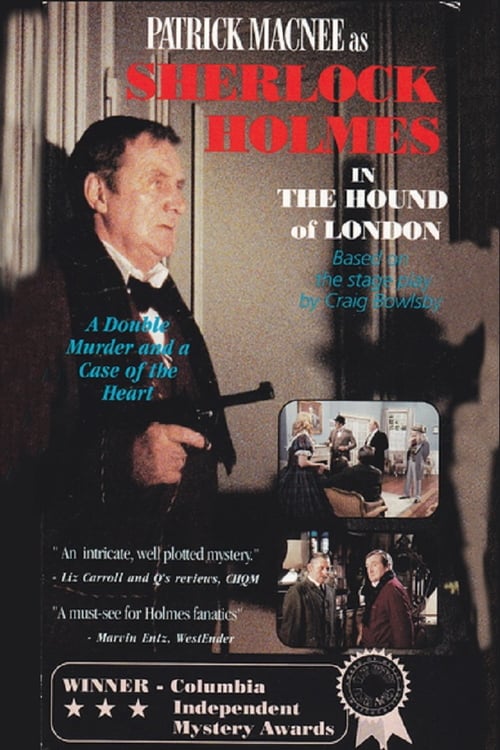 PATRICK MACNEE as
SHERLOCK
HOLMES
IN
THE HOUND
of LONDON
Based on
the stage play
by Craig Bowlsby
A Double
Murder and a
Case of the
Heart
"An intricate, well plotted mystery."
- Liz Carroll and Q's reviews, CHQM
"A must-see for Holmes fanatics"
- Marvin Entz, WestEnder
WINNER - Columbia
Independent
Mystery Awards